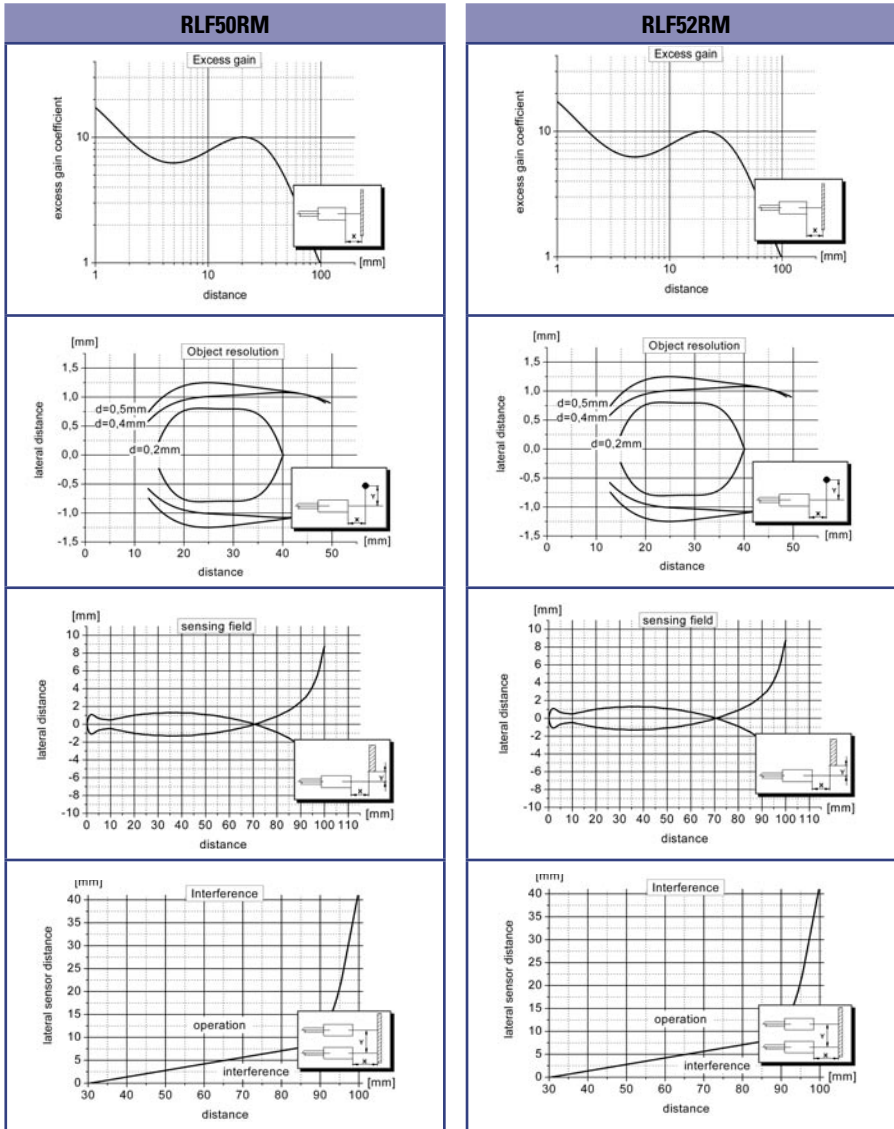 RLF50RM
Excess gain
excess gain coefficient
10
1
1 10 100 [mm]
x
distance
[mm]
Object resolution
lateral distance
1,5
1,0
0,5
0,0
-0,5
-1,0
-1,5
d=0,5mm
d=0,4mm
d=0,2mm
Y
x
0 10 20 30 40 50 [mm]
distance
[mm]
sensing field
lateral distance
10
8
6
4
2
0
-2
-4
-6
-8
-10
Y
x
0 10 20 30 40 50 60 70 80 90 100 110 [mm]
distance
[mm]
Interference
lateral sensor distance
40
35
30
25
20
15
10
5
0
operation
interference
Y
x
30 40 50 60 70 80 90 100 [mm]
distance
RLF52RM
Excess gain
excess gain coefficient
10
1
1 10 100 [mm]
x
distance
[mm]
Object resolution
lateral distance
1,5
1,0
0,5
0,0
-0,5
-1,0
-1,5
d=0,5mm
d=0,4mm
d=0,2mm
Y
x
0 10 20 30 40 50 [mm]
distance
[mm]
sensing field
lateral distance
10
8
6
4
2
0
-2
-4
-6
-8
-10
Y
x
0 10 20 30 40 50 60 70 80 90 100 110 [mm]
distance
[mm]
Interference
lateral sensor distance
40
35
30
25
20
15
10
5
0
operation
interference
Y
x
30 40 50 60 70 80 90 100 [mm]
distance